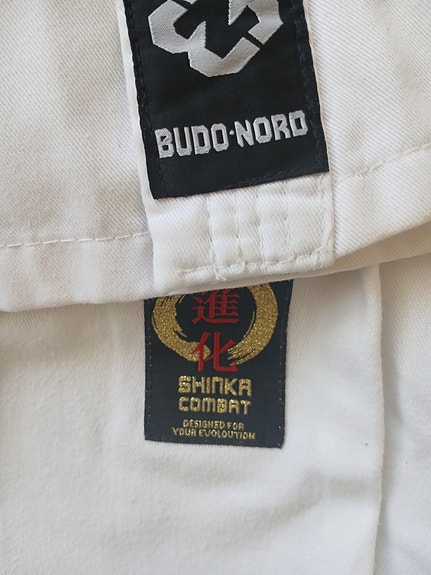 BUDO·NORD
進
化
SHINKA
COMBAT
DESIGNED FOR
YOUR EVOLOUTION